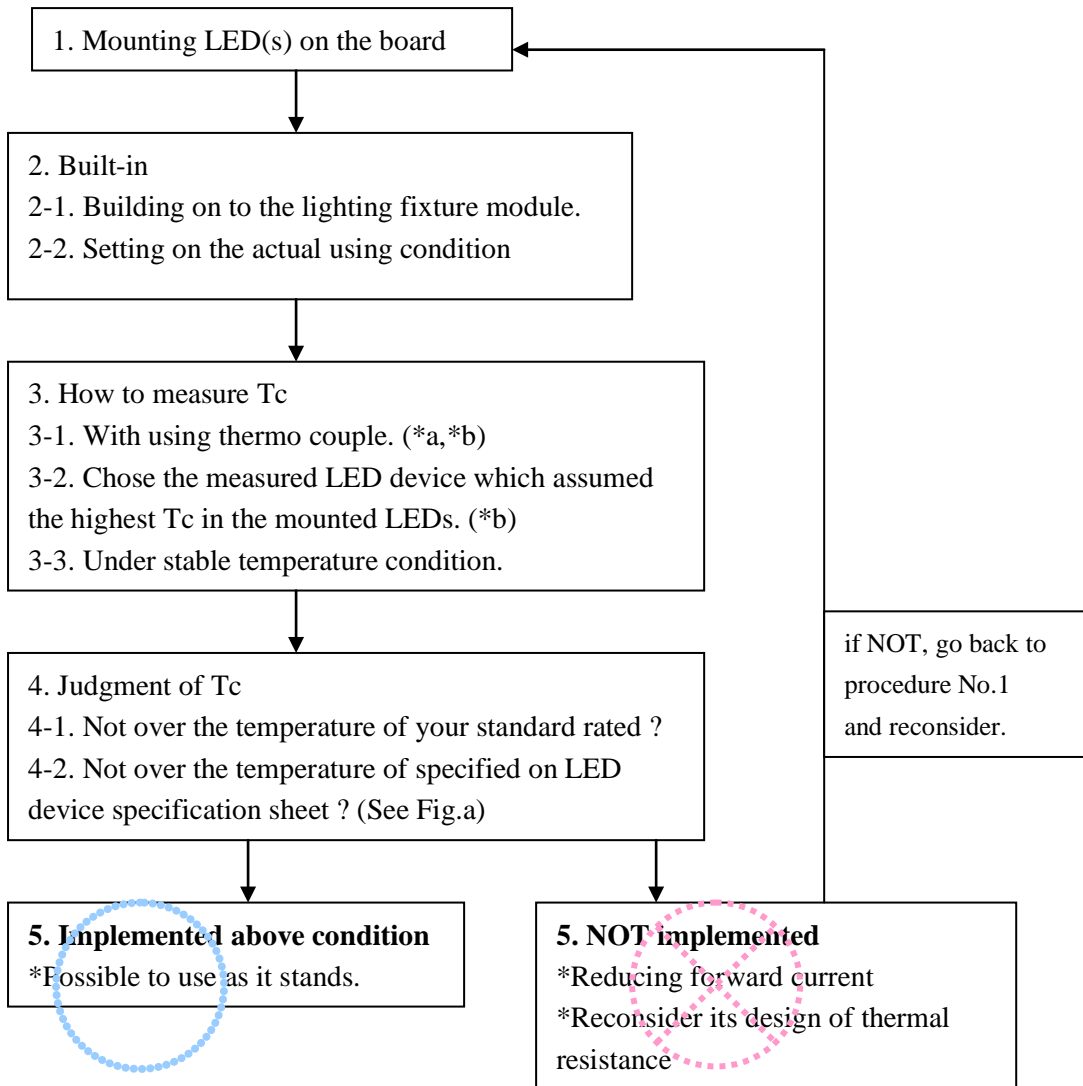 1. Mounting LED(s) on the board
2. Built-in
2-1. Building on to the lighting fixture module.
2-2. Setting on the actual using condition
3. How to measure Tc
3-1. With using thermo couple. (*a,*b)
3-2. Chose the measured LED device which assumed
the highest Tc in the mounted LEDs. (*b)
3-3. Under stable temperature condition.
if NOT, go back to
procedure No.1
and reconsider.
4. Judgment of Tc
4-1. Not over the temperature of your standard rated ?
4-2. Not over the temperature of specified on LED
device specification sheet ? (See Fig.a)
5. Implemented above condition
*Possible to use as it stands.
5. NOT implemented
*Reducing forward current
*Reconsider its design of thermal
resistance